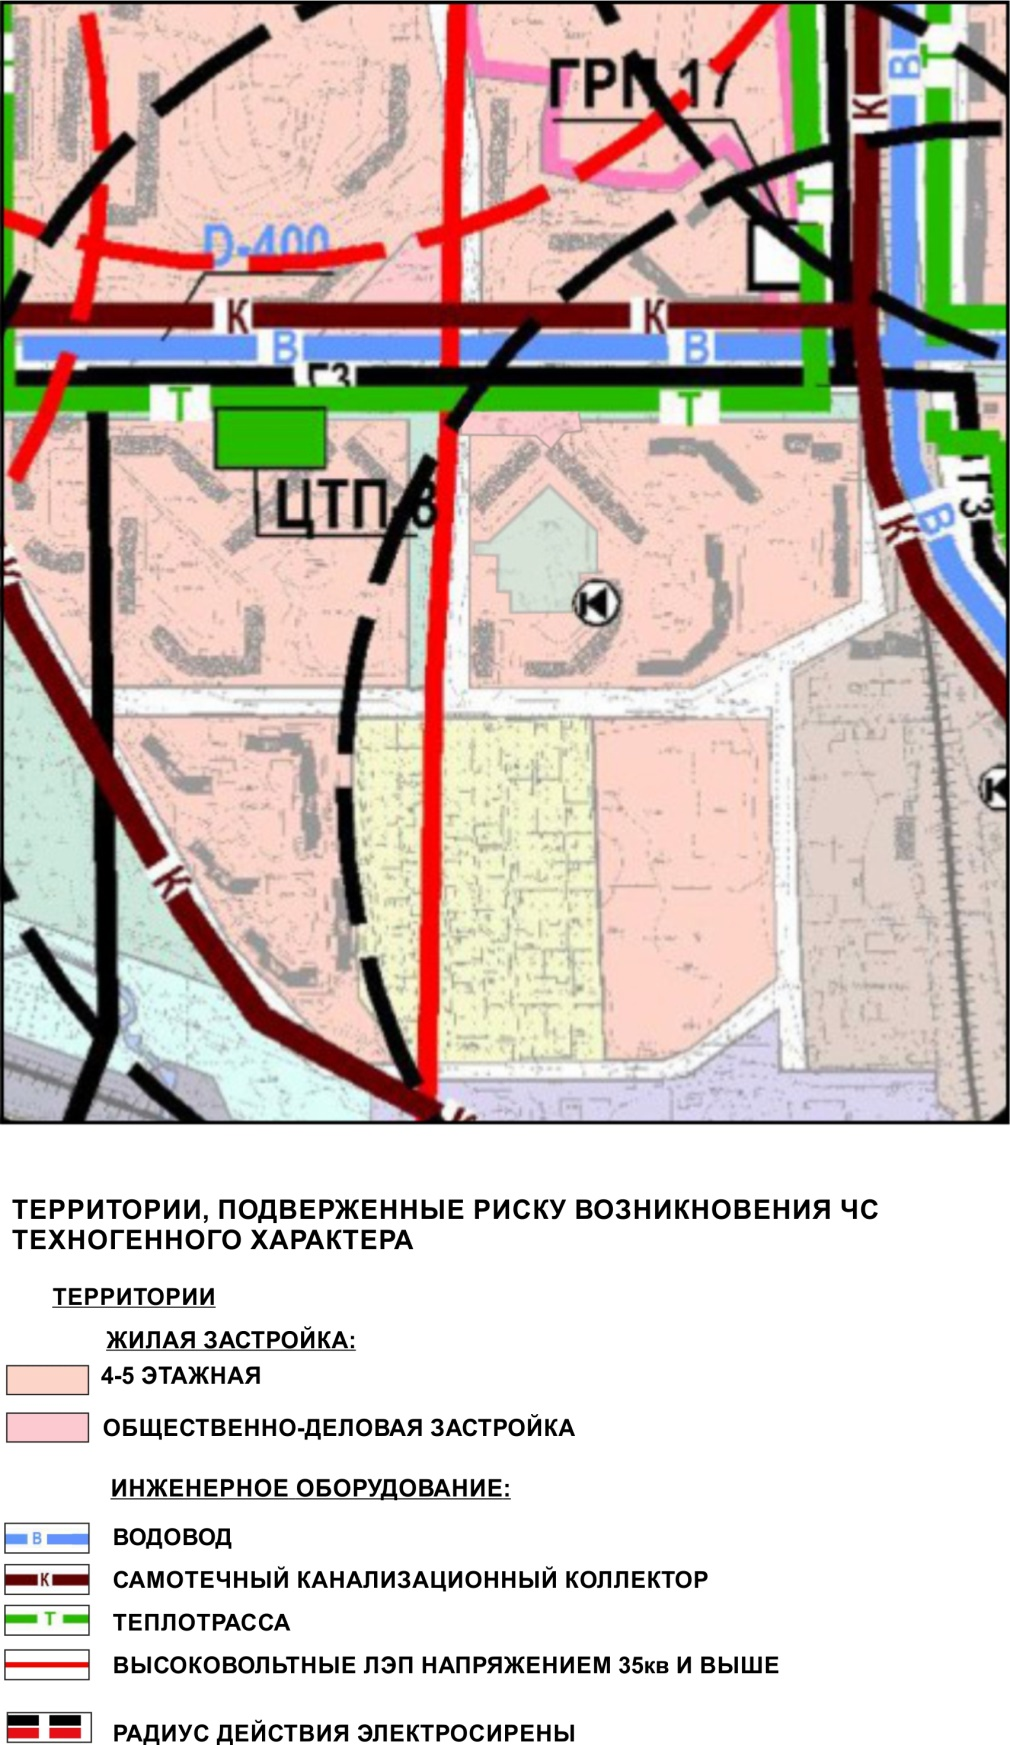 ГРП 17
К
В
Т
Т
D-400
К
К
В
В
Г3
Т
Т
ЦТП-8
Г3
К
В
К
К
К
К
ТЕРРИТОРИИ, ПОДВЕРЖЕННЫЕ РИСКУ ВОЗНИКНОВЕНИЯ ЧС
ТЕХНОГЕННОГО ХАРАКТЕРА
ТЕРРИТОРИИ
ЖИЛАЯ ЗАСТРОЙКА:
4-5 ЭТАЖНАЯ
ОБЩЕСТВЕННО-ДЕЛОВАЯ ЗАСТРОЙКА
ИНЖЕНЕРНОЕ ОБОРУДОВАНИЕ:
В ВОДОВОД
К САМОТЕЧНЫЙ КАНАЛИЗАЦИОННЫЙ КОЛЛЕКТОР
Т ТЕПЛОТРАССА
ВЫСОКОВОЛЬТНЫЕ ЛЭП НАПРЯЖЕНИЕМ 35кв И ВЫШЕ
РАДИУС ДЕЙСТВИЯ ЭЛЕКТРОСИРЕНЫ